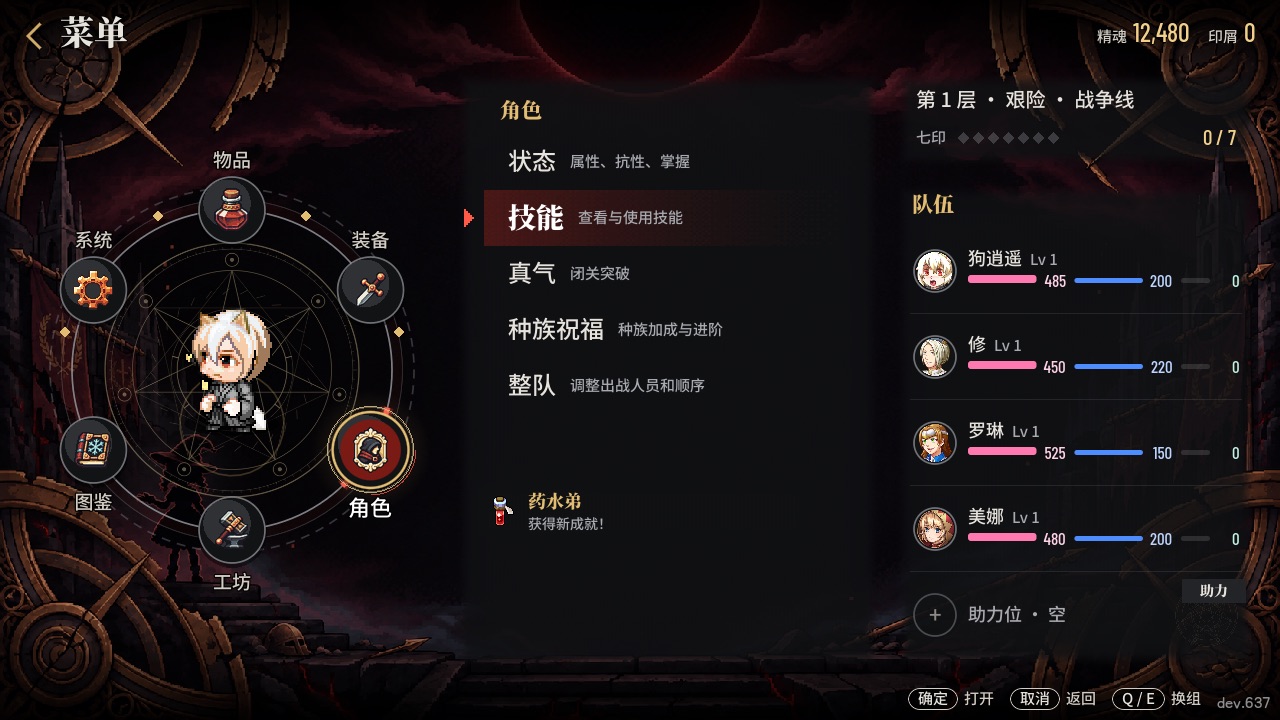 菜单
精魂 12,480 印屑 0
物品
系统
装备
图鉴
角色
工坊
角色
状态 属性、抗性、掌握
技能 查看与使用技能
真气 闭关突破
种族祝福 种族加成与进阶
整队 调整出战人员和顺序
药水弟
获得新成就!
第 1 层 · 艰险 · 战争线
七印 ◆◆◆◆◆◆◆ 0 / 7
队伍
狗逍遥 Lv 1
485 200 0
修 Lv 1
450 220 0
罗琳 Lv 1
525 150 0
美娜 Lv 1
480 200 0
助力
+ 助力位 · 空
确定 打开 取消 返回 Q / E 换组 dev.637